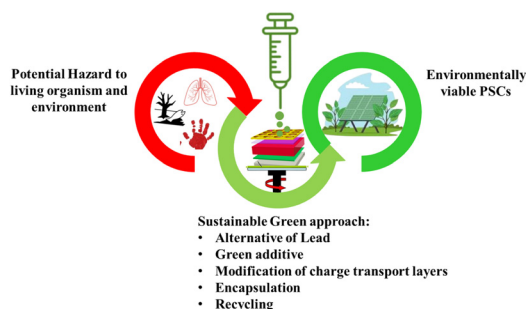 Potential Hazard to
living organism and
environment
Environmentally
viable PSCs
Sustainable Green approach:
• Alternative of Lead
• Green additive
• Modification of charge transport layers
• Encapsulation
• Recycling